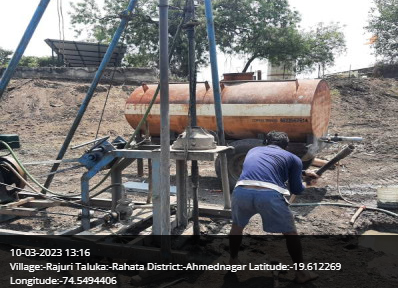 10-03-2023 13:16
Village:-Rajuri Taluka:-Rahata District:-Ahmednagar Latitude:-19.612269
Longitude:-74.5494406